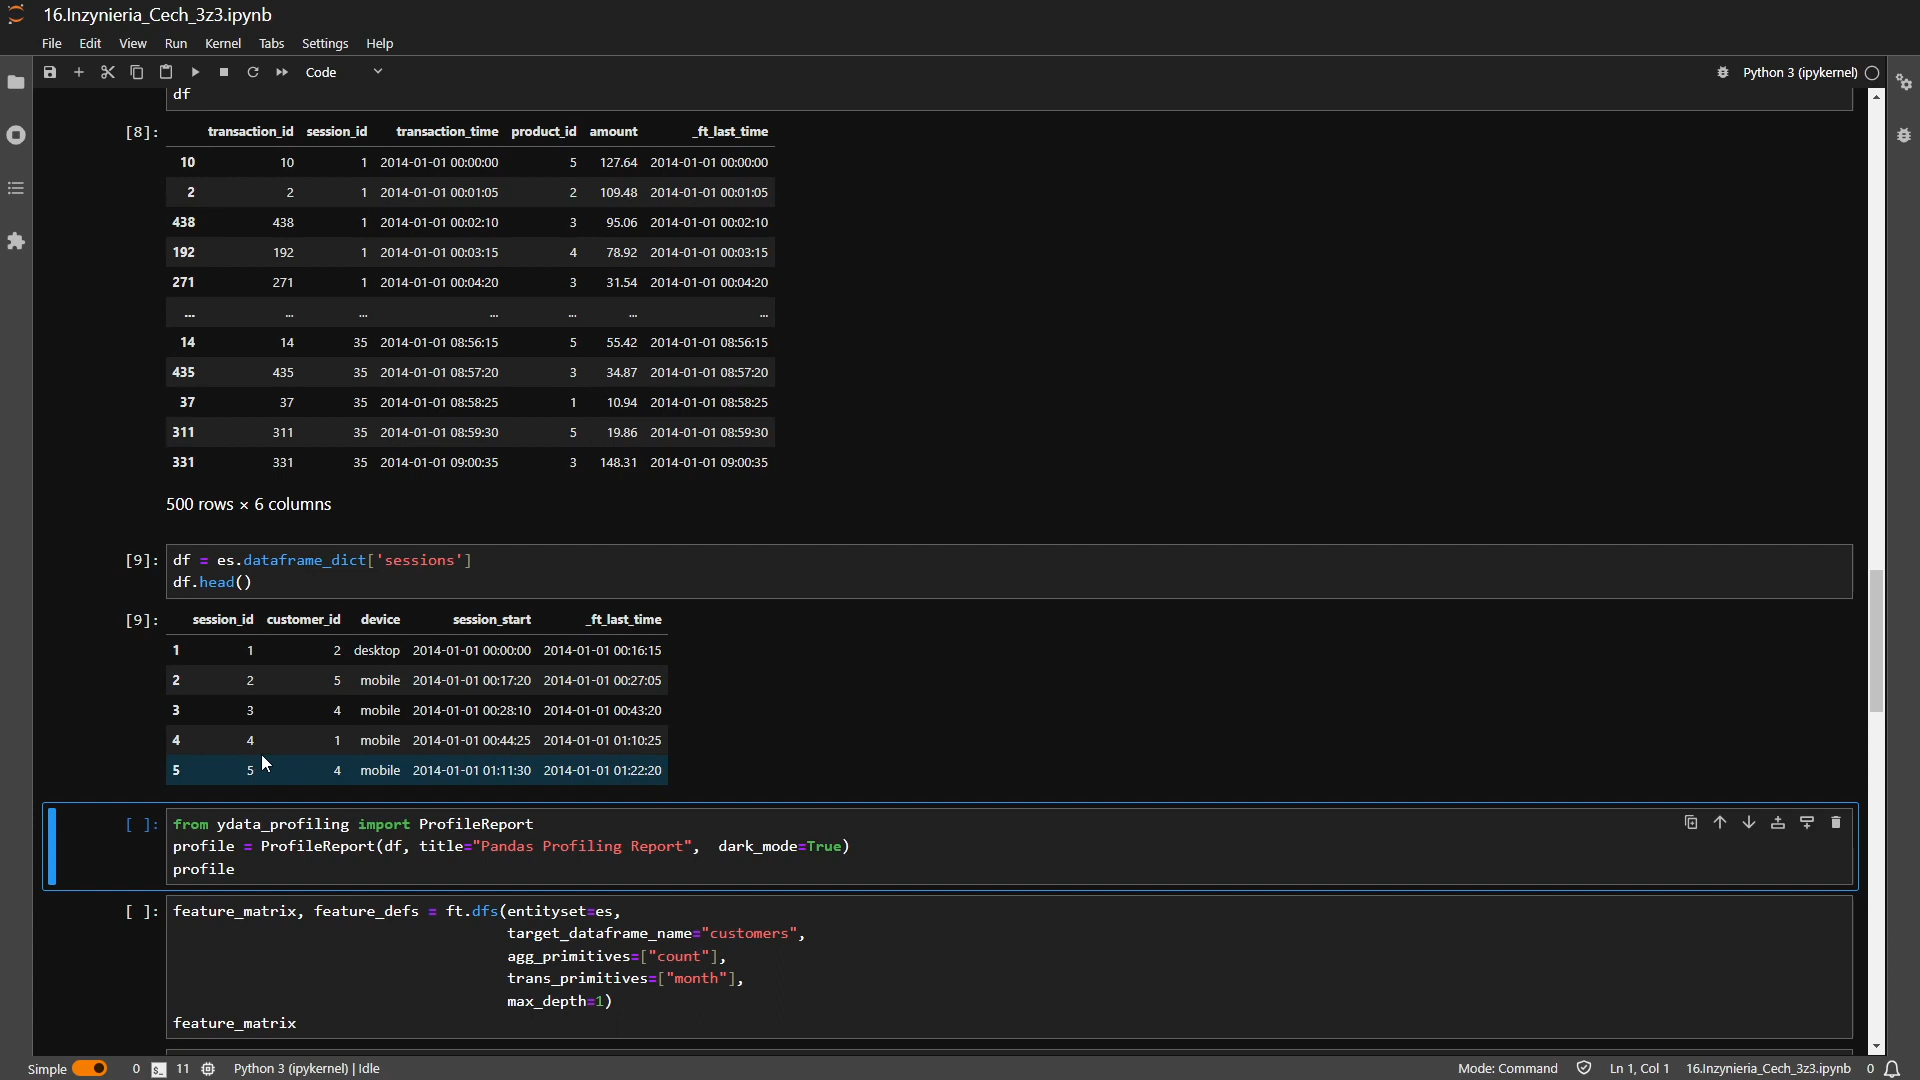 16.Inzynieria_Cech_3z3.ipynb
File Edit View Run Kernel Tabs Settings Help
Code
Python 3 (ipykernel)
df
[8]:
transaction_id session_id transaction_time product_id amount _ft_last_time
10 10 1 2014-01-01 00:00:00 5 127.64 2014-01-01 00:00:00
2 2 1 2014-01-01 00:01:05 2 109.48 2014-01-01 00:01:05
438 438 1 2014-01-01 00:02:10 3 95.06 2014-01-01 00:02:10
192 192 1 2014-01-01 00:03:15 4 78.92 2014-01-01 00:03:15
271 271 1 2014-01-01 00:04:20 3 31.54 2014-01-01 00:04:20
... ... ... ... ... ... ...
14 14 35 2014-01-01 08:56:15 5 55.42 2014-01-01 08:56:15
435 435 35 2014-01-01 08:57:20 3 34.87 2014-01-01 08:57:20
37 37 35 2014-01-01 08:58:25 1 10.94 2014-01-01 08:58:25
311 311 35 2014-01-01 08:59:30 5 19.86 2014-01-01 08:59:30
331 331 35 2014-01-01 09:00:35 3 148.31 2014-01-01 09:00:35
500 rows × 6 columns
[9]: df = es.dataframe_dict['sessions']
df.head()
[9]:
session_id customer_id device session_start _ft_last_time
1 1 2 desktop 2014-01-01 00:00:00 2014-01-01 00:16:15
2 2 5 mobile 2014-01-01 00:17:20 2014-01-01 00:27:05
3 3 4 mobile 2014-01-01 00:28:10 2014-01-01 00:43:20
4 4 1 mobile 2014-01-01 00:44:25 2014-01-01 01:10:25
5 5 4 mobile 2014-01-01 01:11:30 2014-01-01 01:22:20
[ ]: from ydata_profiling import ProfileReport
profile = ProfileReport(df, title="Pandas Profiling Report", dark_mode=True)
profile
[ ]: feature_matrix, feature_defs = ft.dfs(entityset=es,
target_dataframe_name="customers",
agg_primitives=["count"],
trans_primitives=["month"],
max_depth=1)
feature_matrix
Simple 0 11 Python 3 (ipykernel) | Idle Mode: Command Ln 1, Col 1 16.Inzynieria_Cech_3z3.ipynb 0